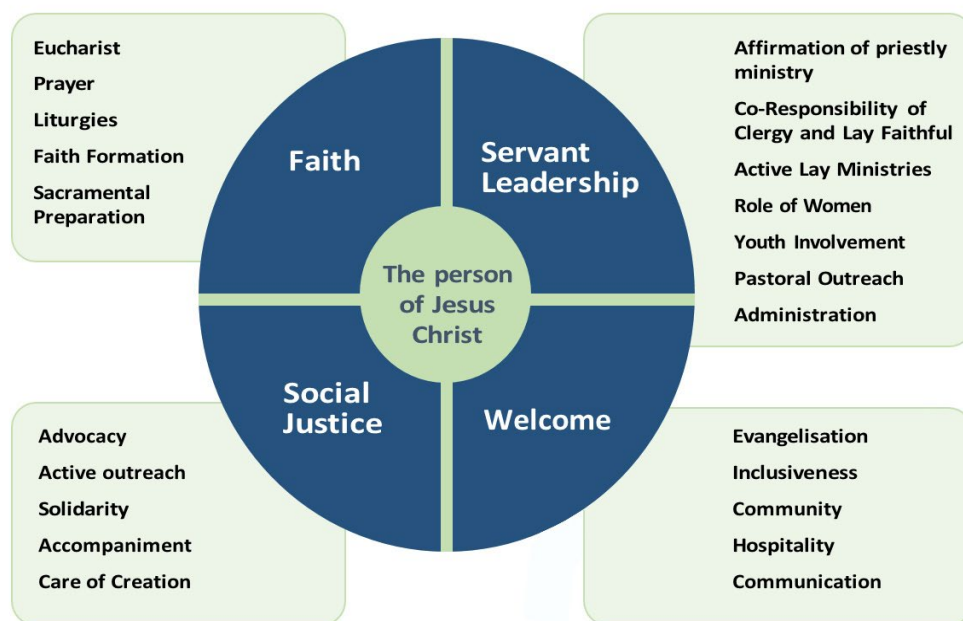 Eucharist
Prayer
Liturgies
Faith Formation
Sacramental
Preparation
Faith
Servant
Leadership
Affirmation of priestly
ministry
Co-Responsibility of
Clergy and Lay Faithful
Active Lay Ministries
Role of Women
Youth Involvement
Pastoral Outreach
Administration
The person
of Jesus
Christ
Social
Justice
Advocacy
Active outreach
Solidarity
Accompaniment
Care of Creation
Welcome
Evangelisation
Inclusiveness
Community
Hospitality
Communication